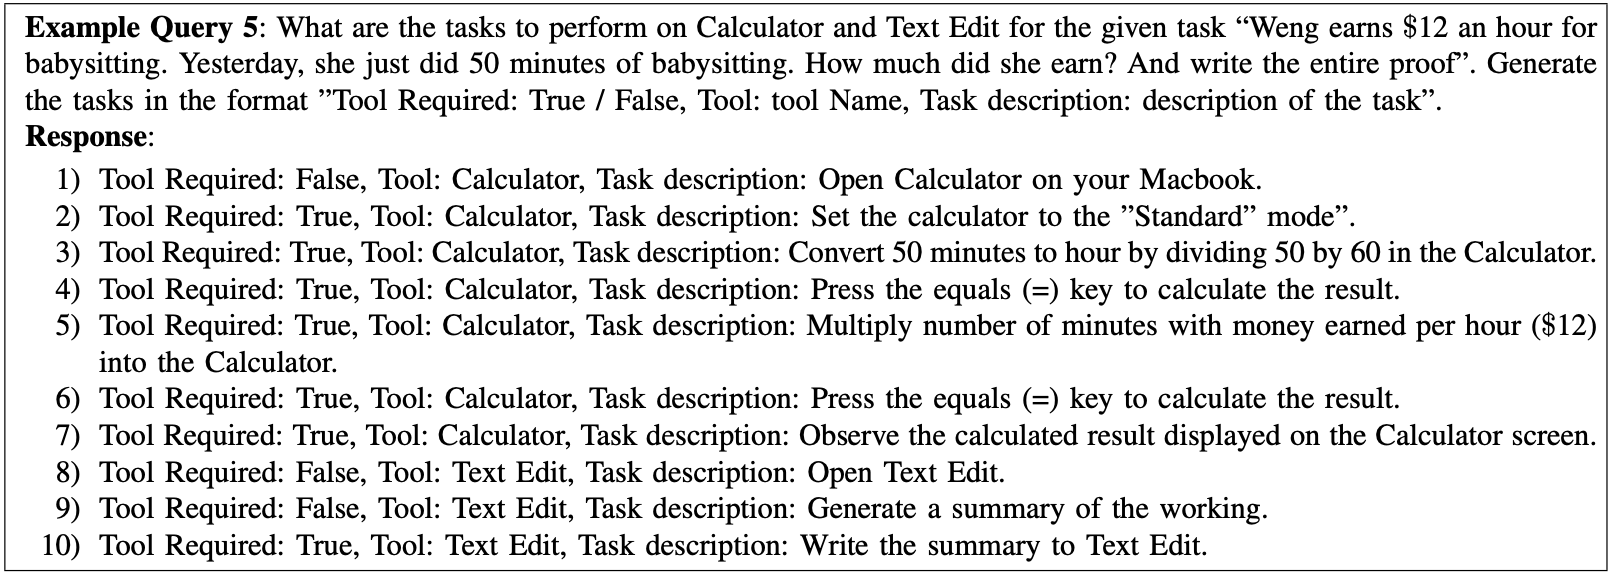 Example Query 5: What are the tasks to perform on Calculator and Text Edit for the given task “Weng earns $12 an hour for
babysitting. Yesterday, she just did 50 minutes of babysitting. How much did she earn? And write the entire proof”. Generate
the tasks in the format ”Tool Required: True / False, Tool: tool Name, Task description: description of the task”.
Response:
1) Tool Required: False, Tool: Calculator, Task description: Open Calculator on your Macbook.
2) Tool Required: True, Tool: Calculator, Task description: Set the calculator to the ”Standard” mode”.
3) Tool Required: True, Tool: Calculator, Task description: Convert 50 minutes to hour by dividing 50 by 60 in the Calculator.
4) Tool Required: True, Tool: Calculator, Task description: Press the equals (=) key to calculate the result.
5) Tool Required: True, Tool: Calculator, Task description: Multiply number of minutes with money earned per hour ($12)
into the Calculator.
6) Tool Required: True, Tool: Calculator, Task description: Press the equals (=) key to calculate the result.
7) Tool Required: True, Tool: Calculator, Task description: Observe the calculated result displayed on the Calculator screen.
8) Tool Required: False, Tool: Text Edit, Task description: Open Text Edit.
9) Tool Required: False, Tool: Text Edit, Task description: Generate a summary of the working.
10) Tool Required: True, Tool: Text Edit, Task description: Write the summary to Text Edit.